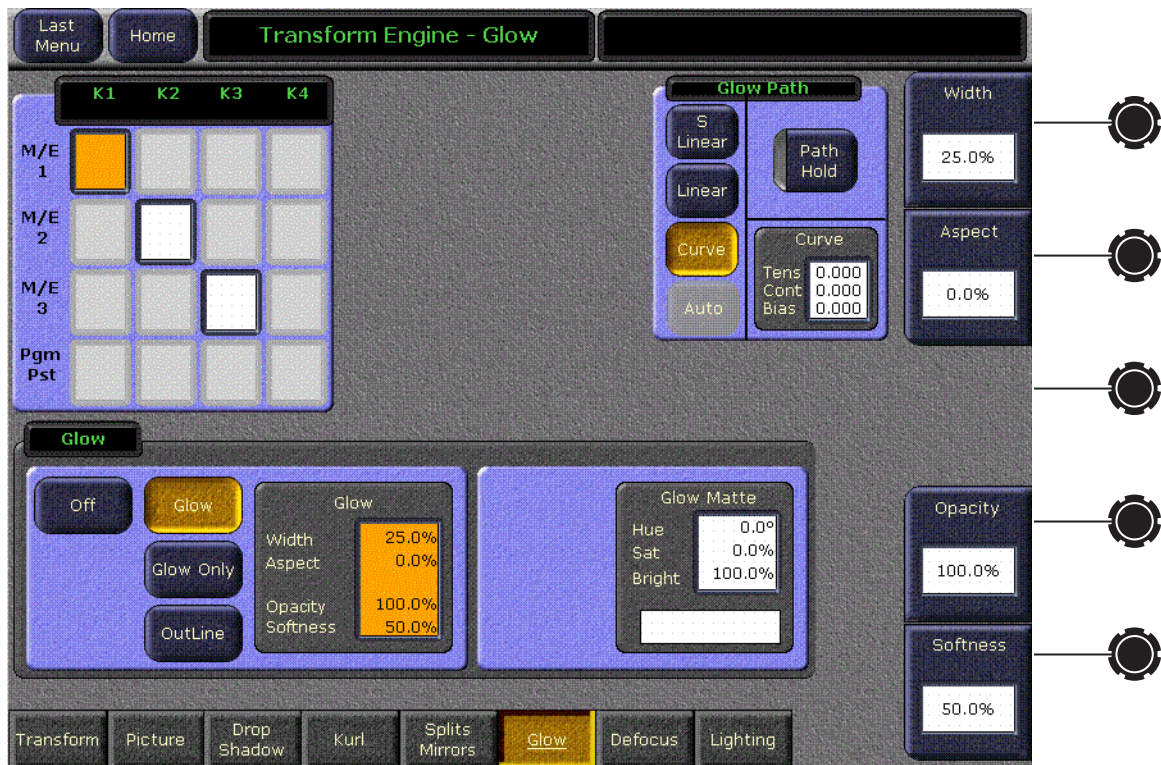 Last
Menu
Home
Transform Engine - Glow
K1 K2 K3 K4
M/E
1
M/E
2
M/E
3
Pgm
Pst
Glow Path
S
Linear
Linear
Curve
Auto
Path
Hold
Curve
Tens 0.000
Cont 0.000
Bias 0.000
Width
25.0%
Aspect
0.0%
Opacity
100.0%
Softness
50.0%
Glow
Off
Glow
Glow Only
OutLine
Glow
Width 25.0%
Aspect 0.0%
Opacity 100.0%
Softness 50.0%
Glow Matte
Hue 0.0°
Sat 0.0%
Bright 100.0%
Transform
Picture
Drop
Shadow
Kurl
Splits
Mirrors
Glow
Defocus
Lighting